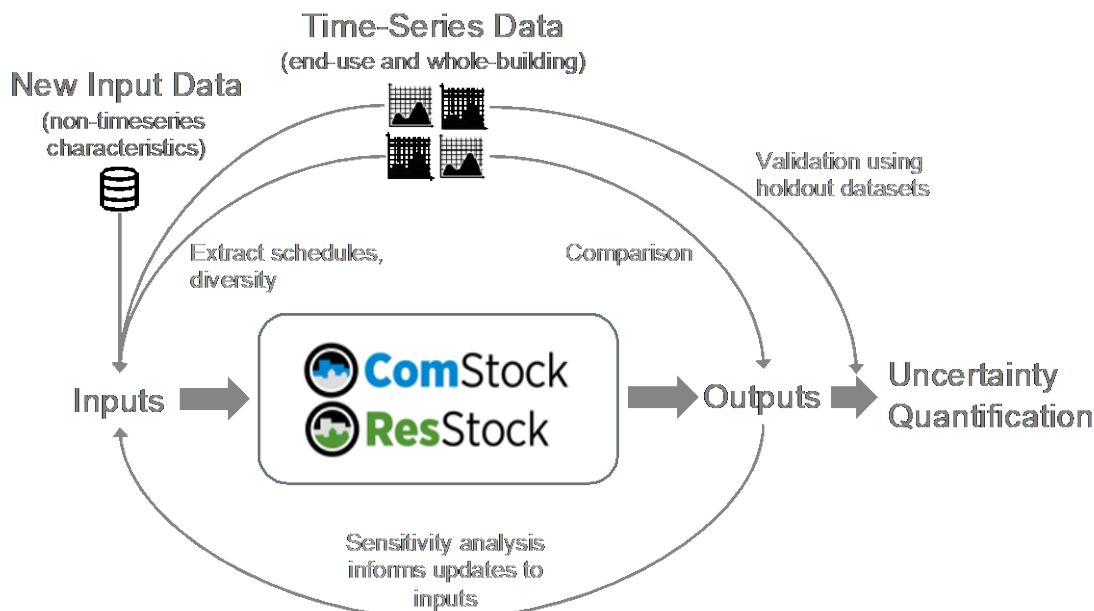 Time-Series Data
(end-use and whole-building)
New Input Data
(non-timeseries
characteristics)
Validation using
holdout datasets
Extract schedules,
diversity
Comparison
ComStock
ResStock
Inputs
Outputs
Uncertainty
Quantification
Sensitivity analysis
informs updates to
inputs